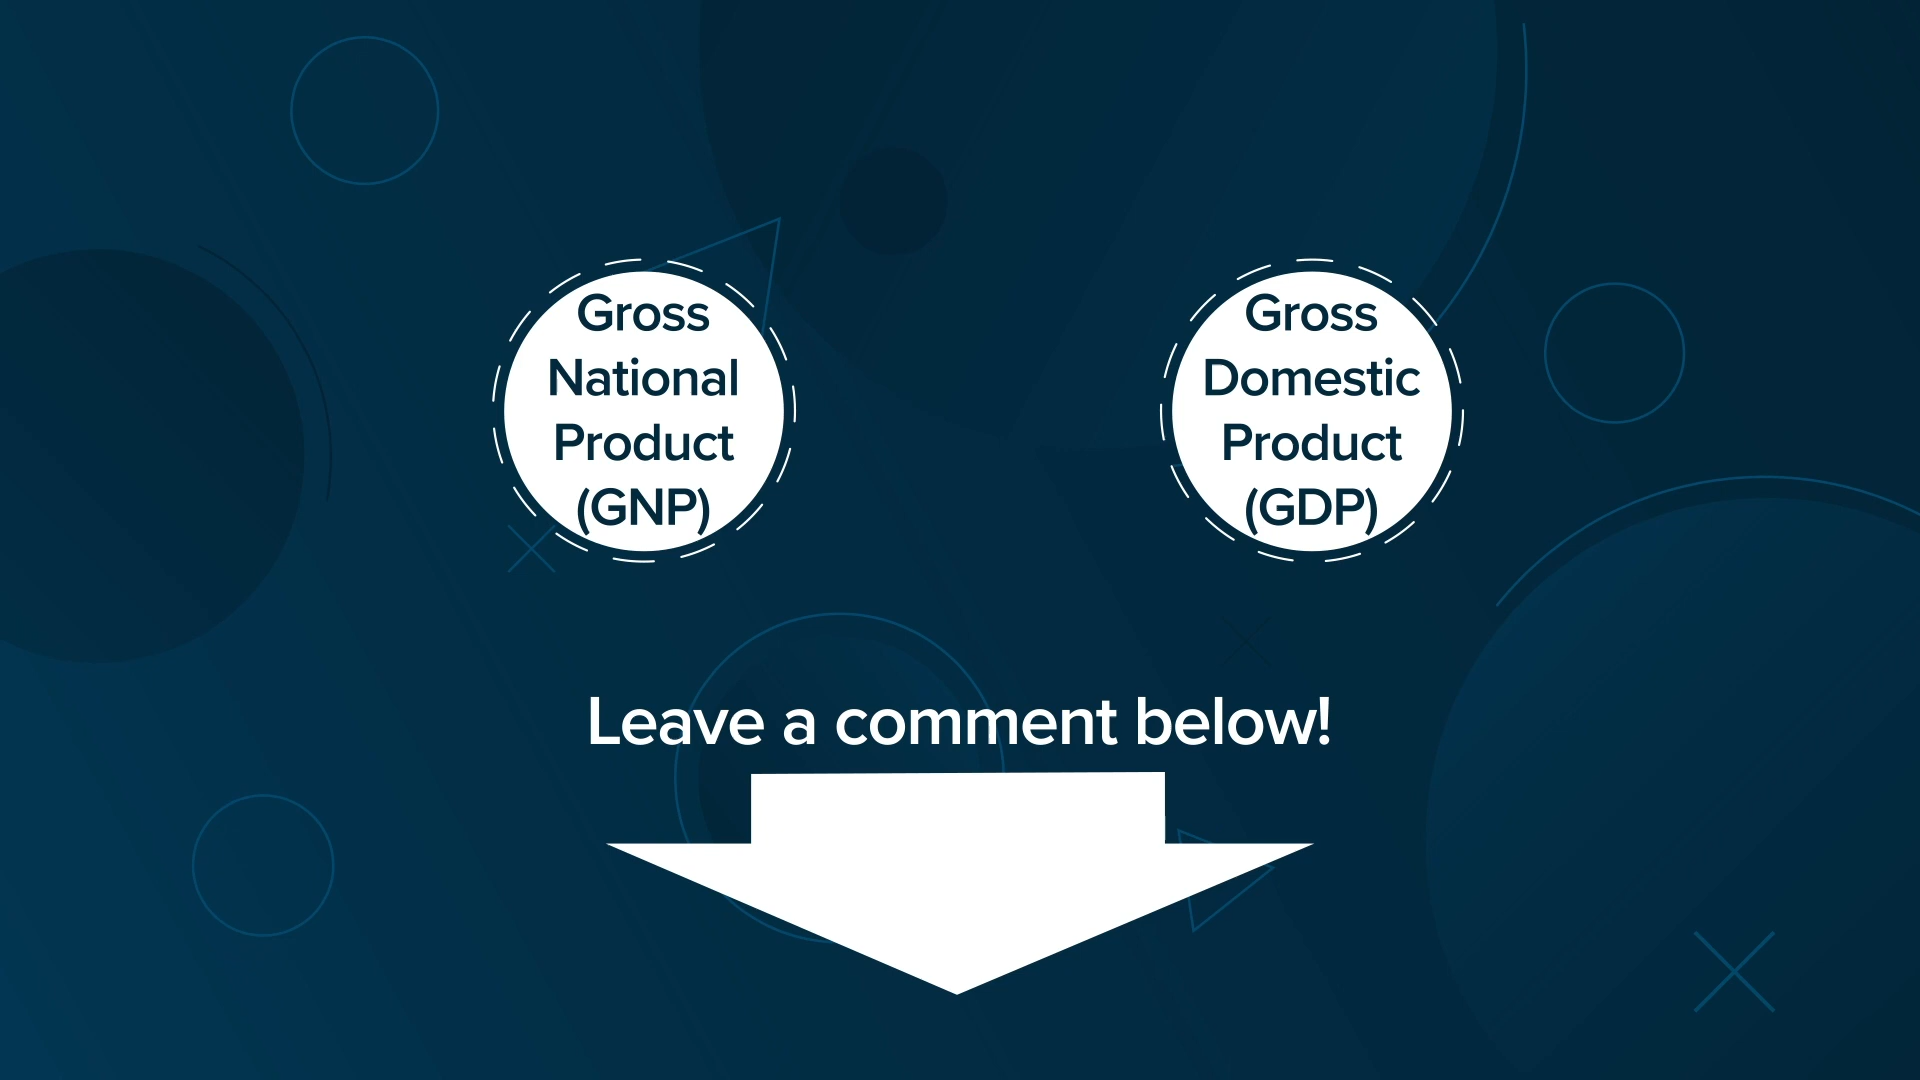 Gross
National
Product
(GNP)
Gross
Domestic
Product
(GDP)
Leave a comment below!